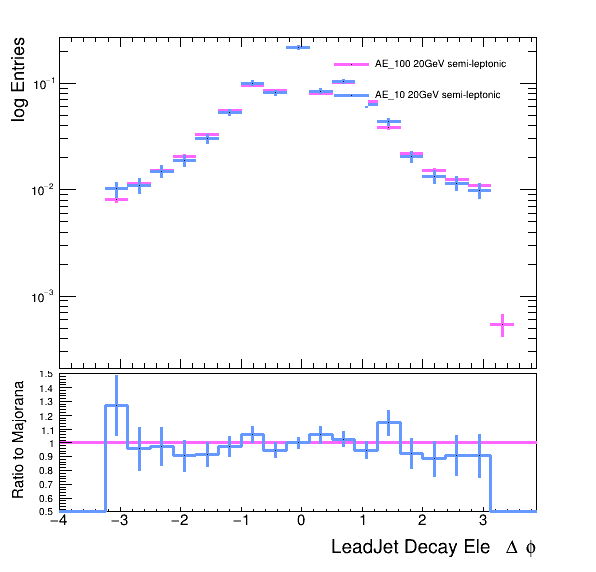 log Entries
10⁻¹
10⁻²
10⁻³
AE_100 20GeV semi-leptonic
AE_10 20GeV semi-leptonic
Ratio to Majorana
1.5
1.4
1.3
1.2
1.1
1
0.9
0.8
0.7
0.6
0.5
−4 −3 −2 −1 0 1 2 3
LeadJet Decay Ele Δ ϕ